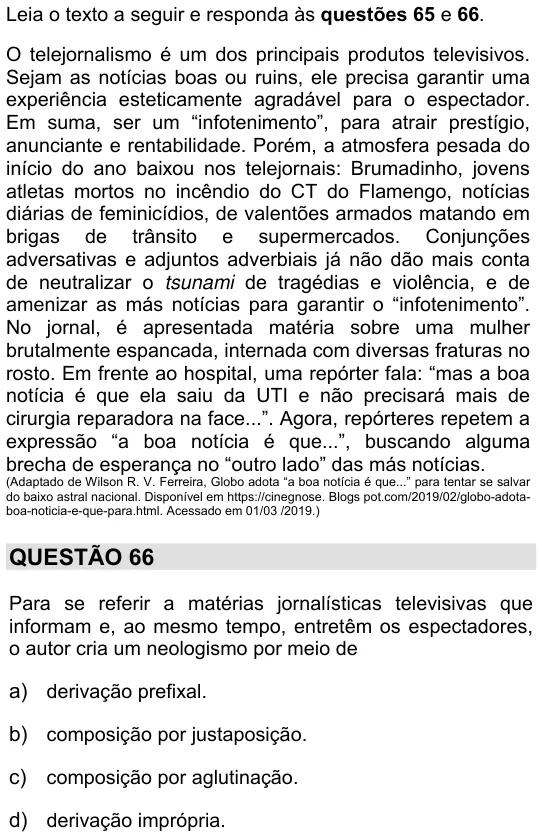 Leia o texto a seguir e responda às questões 65 e 66.
O telejornalismo é um dos principais produtos televisivos.
Sejam as notícias boas ou ruins, ele precisa garantir uma
experiência esteticamente agradável para o espectador.
Em suma, ser um “infotenimento”, para atrair prestígio,
anunciante e rentabilidade. Porém, a atmosfera pesada do
início do ano baixou nos telejornais: Brumadinho, jovens
atletas mortos no incêndio do CT do Flamengo, notícias
diárias de feminicídios, de valentões armados matando em
brigas de trânsito e supermercados. Conjunções
adversativas e adjuntos adverbiais já não dão mais conta
de neutralizar o tsunami de tragédias e violência, e de
amenizar as más notícias para garantir o “infotenimento”.
No jornal, é apresentada matéria sobre uma mulher
brutalmente espancada, internada com diversas fraturas no
rosto. Em frente ao hospital, uma repórter fala: “mas a boa
notícia é que ela saiu da UTI e não precisará mais de
cirurgia reparadora na face...”. Agora, repórteres repetem a
expressão “a boa notícia é que...”, buscando alguma
brecha de esperança no “outro lado” das más notícias.
(Adaptado de Wilson R. V. Ferreira, Globo adota “a boa notícia é que...” para tentar se salvar
do baixo astral nacional. Disponível em https://cinegnose. Blogs pot.com/2019/02/globo-adota-
boa-noticia-e-que-para.html. Acessado em 01/03 /2019.)
QUESTÃO 66
Para se referir a matérias jornalísticas televisivas que
informam e, ao mesmo tempo, entretêm os espectadores,
o autor cria um neologismo por meio de
a) derivação prefixal.
b) composição por justaposição.
c) composição por aglutinação.
d) derivação imprópria.